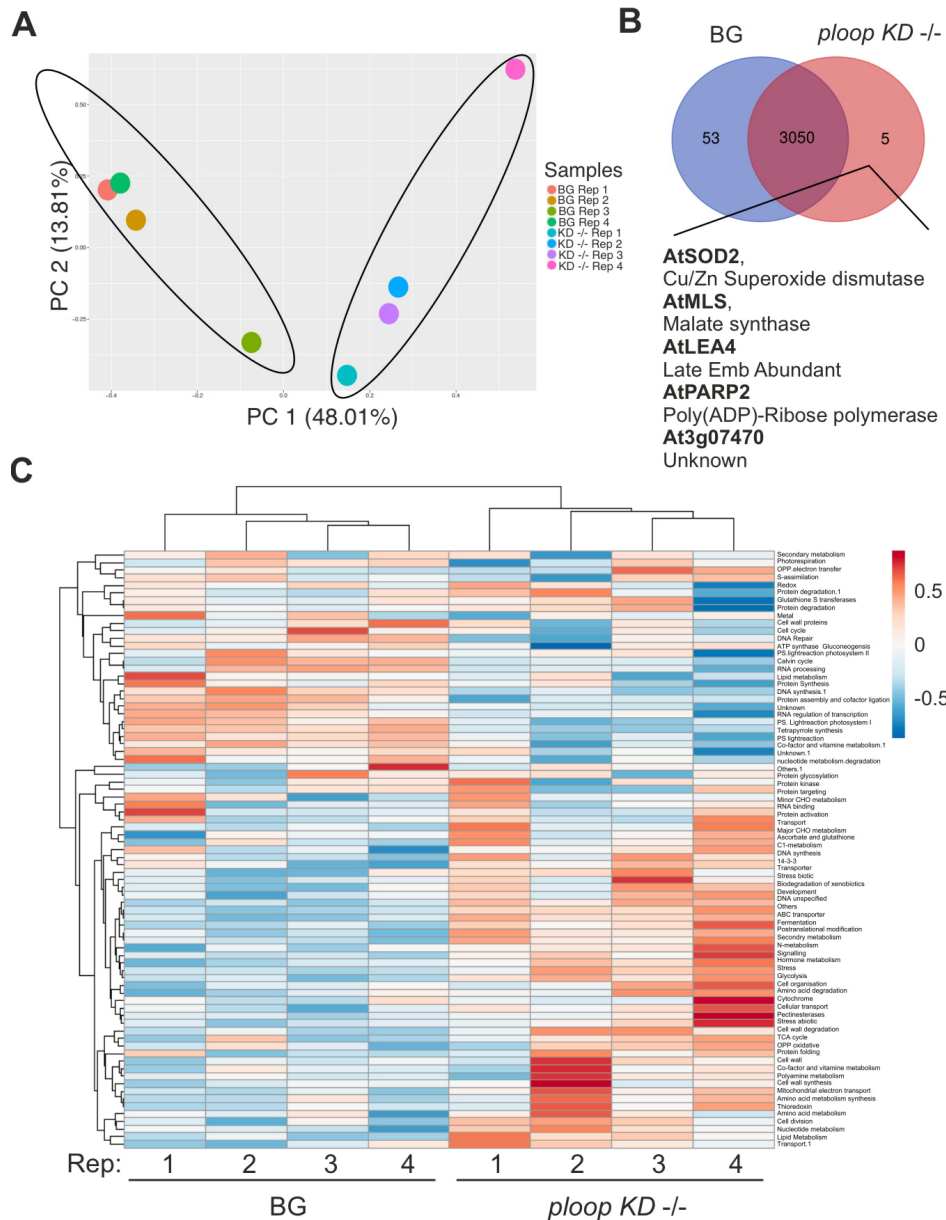 A
0.50
0.25
0.00
-0.25
-0.4
-0.2
0.0
0.2
0.4
PC 2 (13.81%)
PC 1 (48.01%)
Samples
BG Rep 1
BG Rep 2
BG Rep 3
BG Rep 4
KD -/- Rep 1
KD -/- Rep 2
KD -/- Rep 3
KD -/- Rep 4
B
BG
ploop KD -/-
53
3050
5
AtSOD2,
Cu/Zn Superoxide dismutase
AtMLS,
Malate synthase
AtLEA4
Late Emb Abundant
AtPARP2
Poly(ADP)-Ribose polymerase
At3g07470
Unknown
C
Secondary metabolism
Photorespiration
OPP.electron transfer
S-assimilation
Redox
Protein degradation.1
Glutathione S transferases
Protein degradation
Metal
Cell wall proteins
Cell cycle
DNA Repair
ATP synthase Gluconeogensis
PS.lightreaction photosystem II
Calvin cycle
RNA processing
Lipid metabolism
Protein Synthesis
DNA synthesis.1
Protein assembly and cofactor ligation
Unknown
RNA regulation of transcription
PS. Lightreaction photosystem I
Tetrapyrrole synthesis
PS lightreaction
Co-factor and vitamine metabolism.1
Unknown.1
nucleotide metabolism.degradation
Others.1
Protein glycosylation
Protein kinase
Protein targeting
Minor CHO metabolism
RNA binding
Protein activation
Transport
Major CHO metabolism
Ascorbate and glutathione
C1-metabolism
DNA synthesis
14-3-3
Transporter
Stress biotic
Biodegradation of xenobiotics
Development
DNA unspecified
Others
ABC transporter
Fermentation
Postranslational modification
Secondry metabolism
N-metabolism
Signalling
Hormone metabolism
Stress
Glycolysis
Cell organisation
Amino acid degradation
Cytochrome
Cellular transport
Pectinesterases
Stress abiotic
Cell wall degradation
TCA cycle
OPP oxidative
Protein folding
Cell wall
Co-factor and vitamine metabolism
Polyamine metabolism
Cell wall synthesis
Mitochondrial electron transport
Amino acid metabolism synthesis
Thioredoxin
Amino acid metabolism
Cell division
Nucleotide metabolism
Lipid Metabolism
Transport.1
0.5
0
-0.5
Rep: 1 2 3 4 1 2 3 4
BG
ploop KD -/-